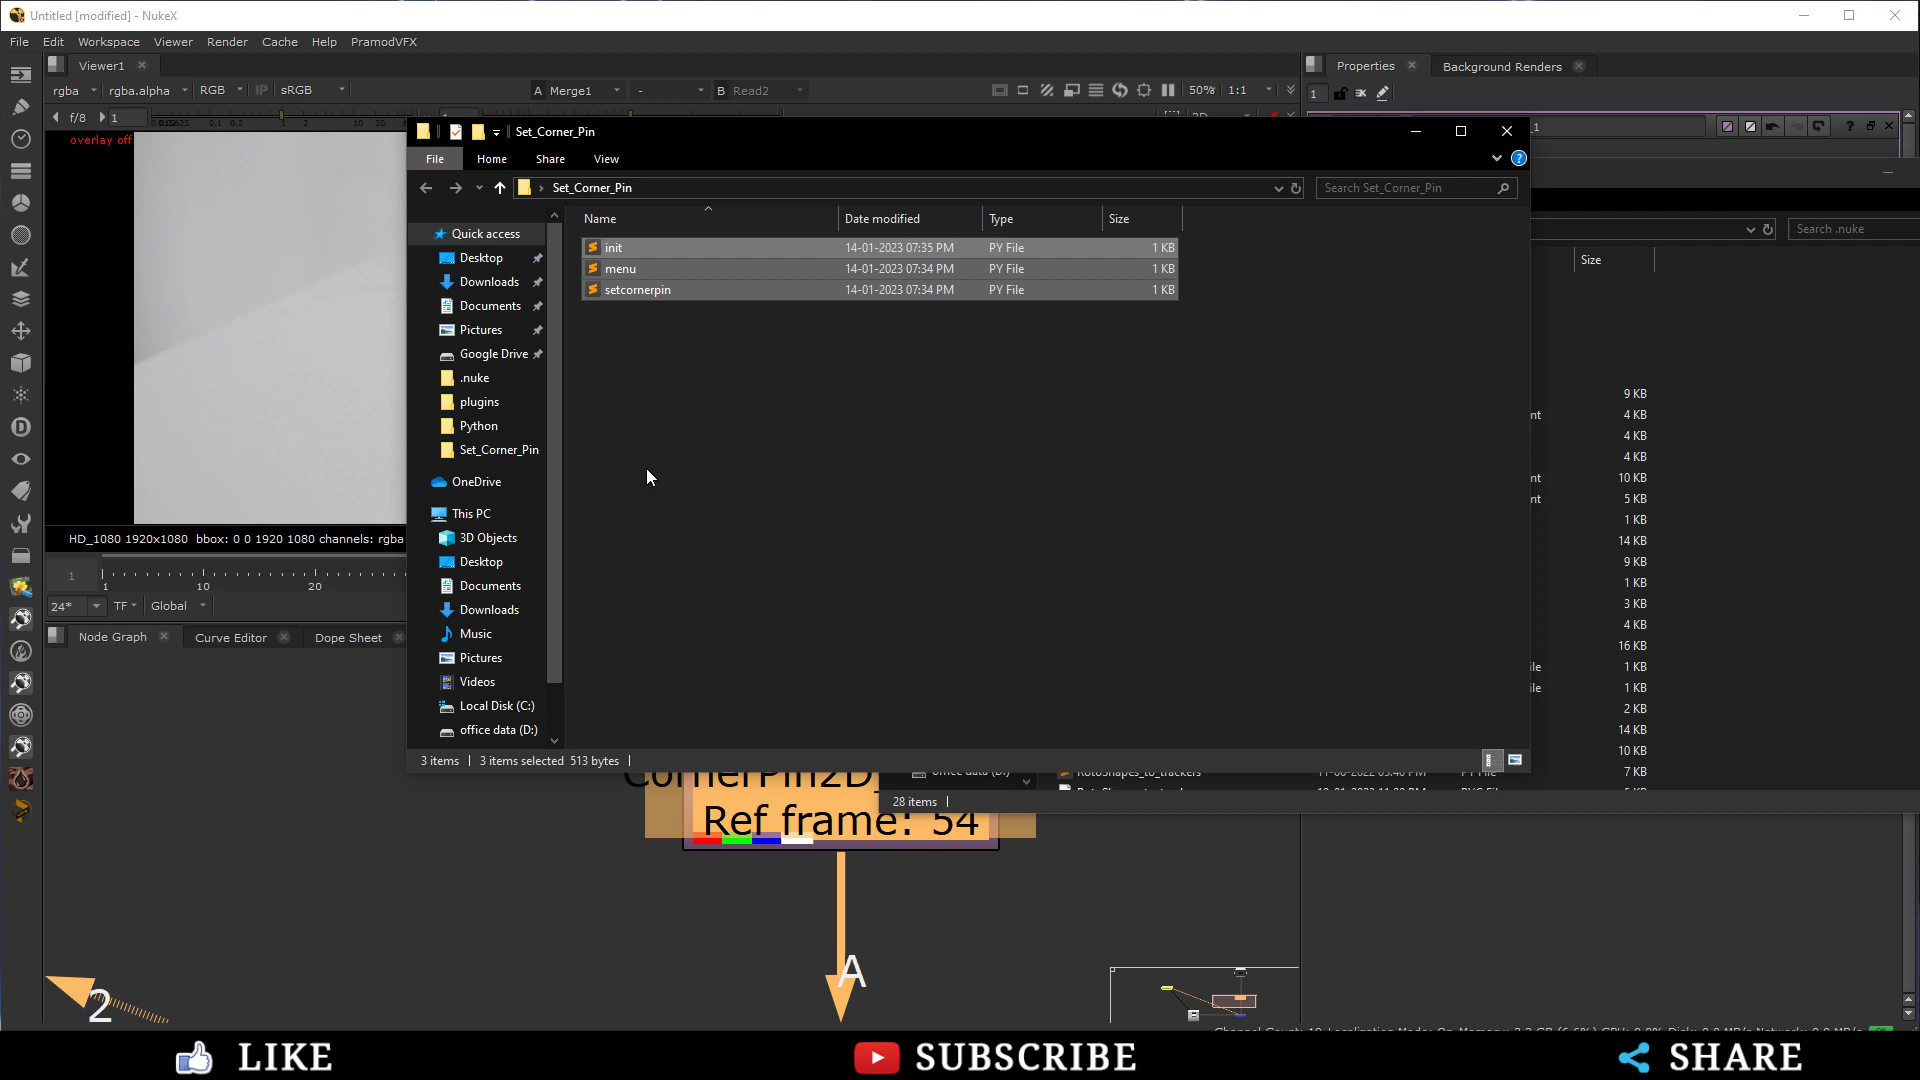 Untitled [modified] - NukeX
File Edit Workspace Viewer Render Cache Help PramodVFX
Viewer1
Properties
Background Renders
rgba rgba.alpha RGB IP sRGB A Merge1 - B Read2 50% 1:1
1
f/8 1
overlay off
Set_Corner_Pin
File Home Share View
Set_Corner_Pin
Search Set_Corner_Pin
Search .nuke
Name Date modified Type Size
Size
Quick access
Desktop
Downloads
Documents
Pictures
Google Drive
.nuke
plugins
Python
Set_Corner_Pin
OneDrive
This PC
3D Objects
Desktop
Documents
Downloads
Music
Pictures
Videos
Local Disk (C:)
office data (D:)
init 14-01-2023 07:35 PM PY File 1 KB
menu 14-01-2023 07:34 PM PY File 1 KB
setcornerpin 14-01-2023 07:34 PM PY File 1 KB
9 KB
nt 4 KB
4 KB
4 KB
nt 10 KB
nt 5 KB
1 KB
14 KB
9 KB
1 KB
3 KB
4 KB
16 KB
ile 1 KB
ile 1 KB
2 KB
14 KB
10 KB
7 KB
3 items 3 items selected 513 bytes
28 items
HD_1080 1920x1080 bbox: 0 0 1920 1080 channels: rgba
1 1 10 20
24* TF Global
Node Graph Curve Editor Dope Sheet
CornerPin2D_
Ref frame: 54
A
2
LIKE
SUBSCRIBE
SHARE